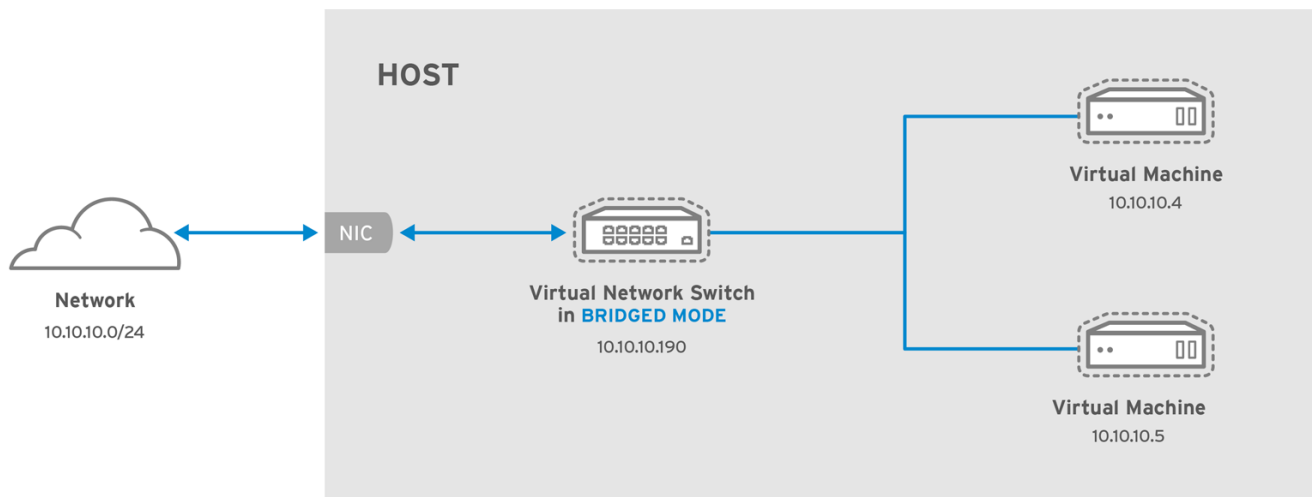 HOST
NIC
Network
10.10.10.0/24
Virtual Network Switch
in BRIDGED MODE
10.10.10.190
Virtual Machine
10.10.10.4
Virtual Machine
10.10.10.5